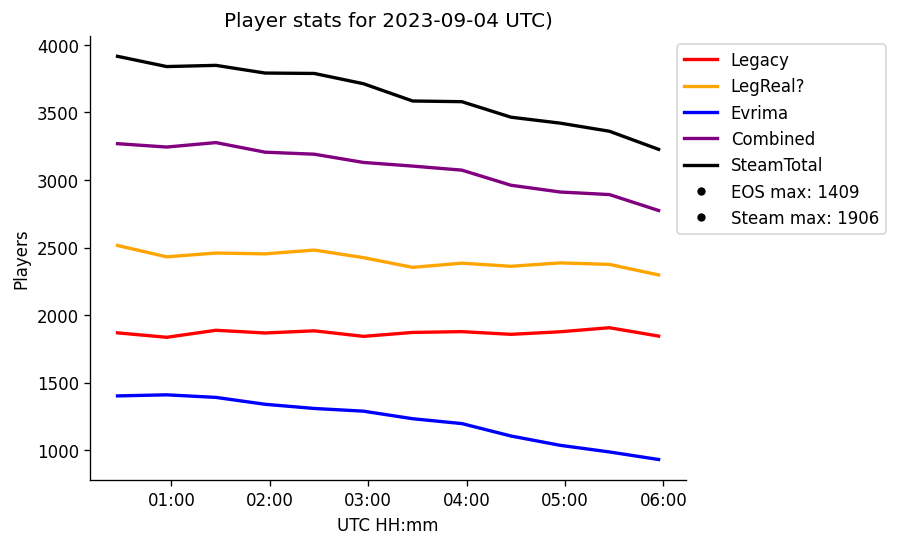 Player stats for 2023-09-04 UTC)
4000
3500
3000
2500
2000
1500
1000
Players
01:00 02:00 03:00 04:00 05:00 06:00
UTC HH:mm
Legacy
LegReal?
Evrima
Combined
SteamTotal
EOS max: 1409
Steam max: 1906